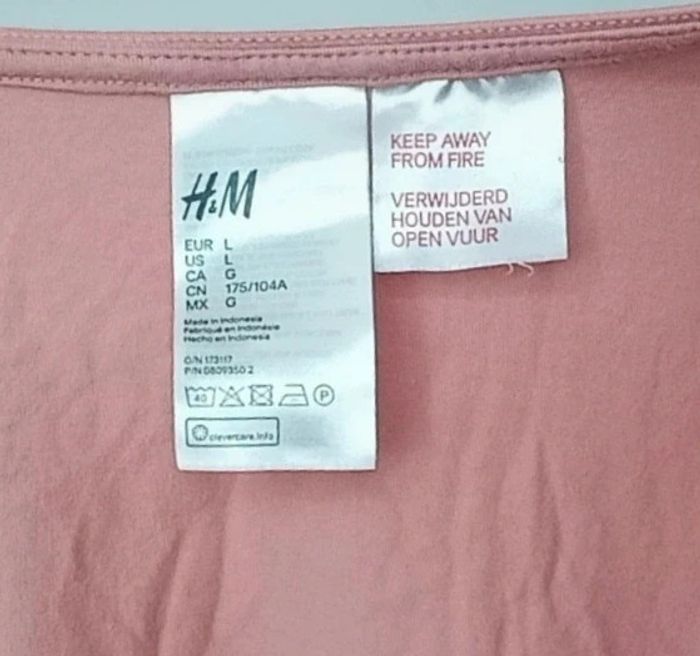 H&M
EUR L
US L
CA G
CN 175/104A
MX G
Made in Indonesia
Fabriqué en Indonésie
Hecho en Indonesia
O/N 173117
P/N 0809350 2
40
P
clevercare.info
KEEP AWAY
FROM FIRE
VERWIJDERD
HOUDEN VAN
OPEN VUUR